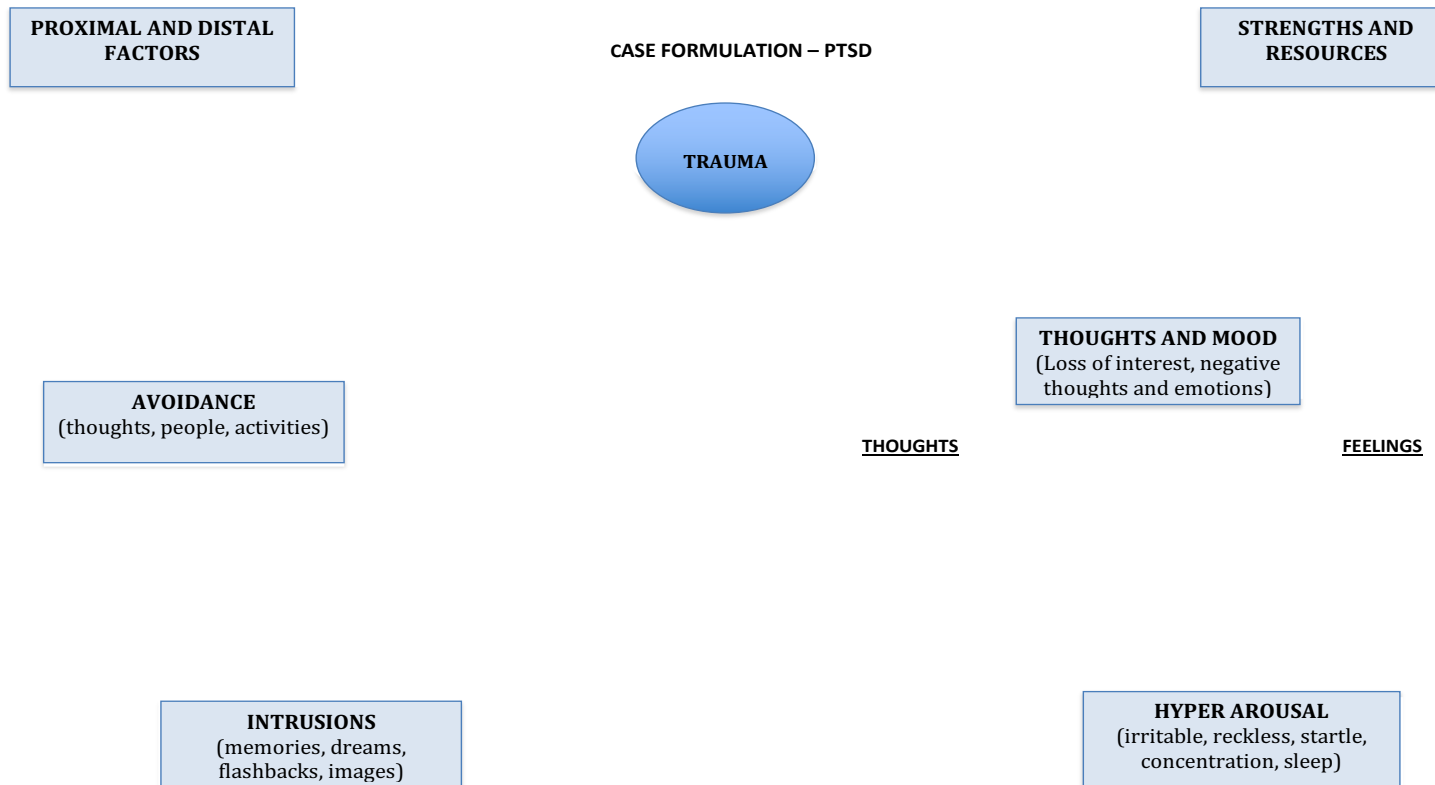 PROXIMAL AND DISTAL
FACTORS
CASE FORMULATION – PTSD
STRENGTHS AND
RESOURCES
TRAUMA
THOUGHTS AND MOOD
(Loss of interest, negative
thoughts and emotions)
AVOIDANCE
(thoughts, people, activities)
THOUGHTS
FEELINGS
INTRUSIONS
(memories, dreams,
flashbacks, images)
HYPER AROUSAL
(irritable, reckless, startle,
concentration, sleep)